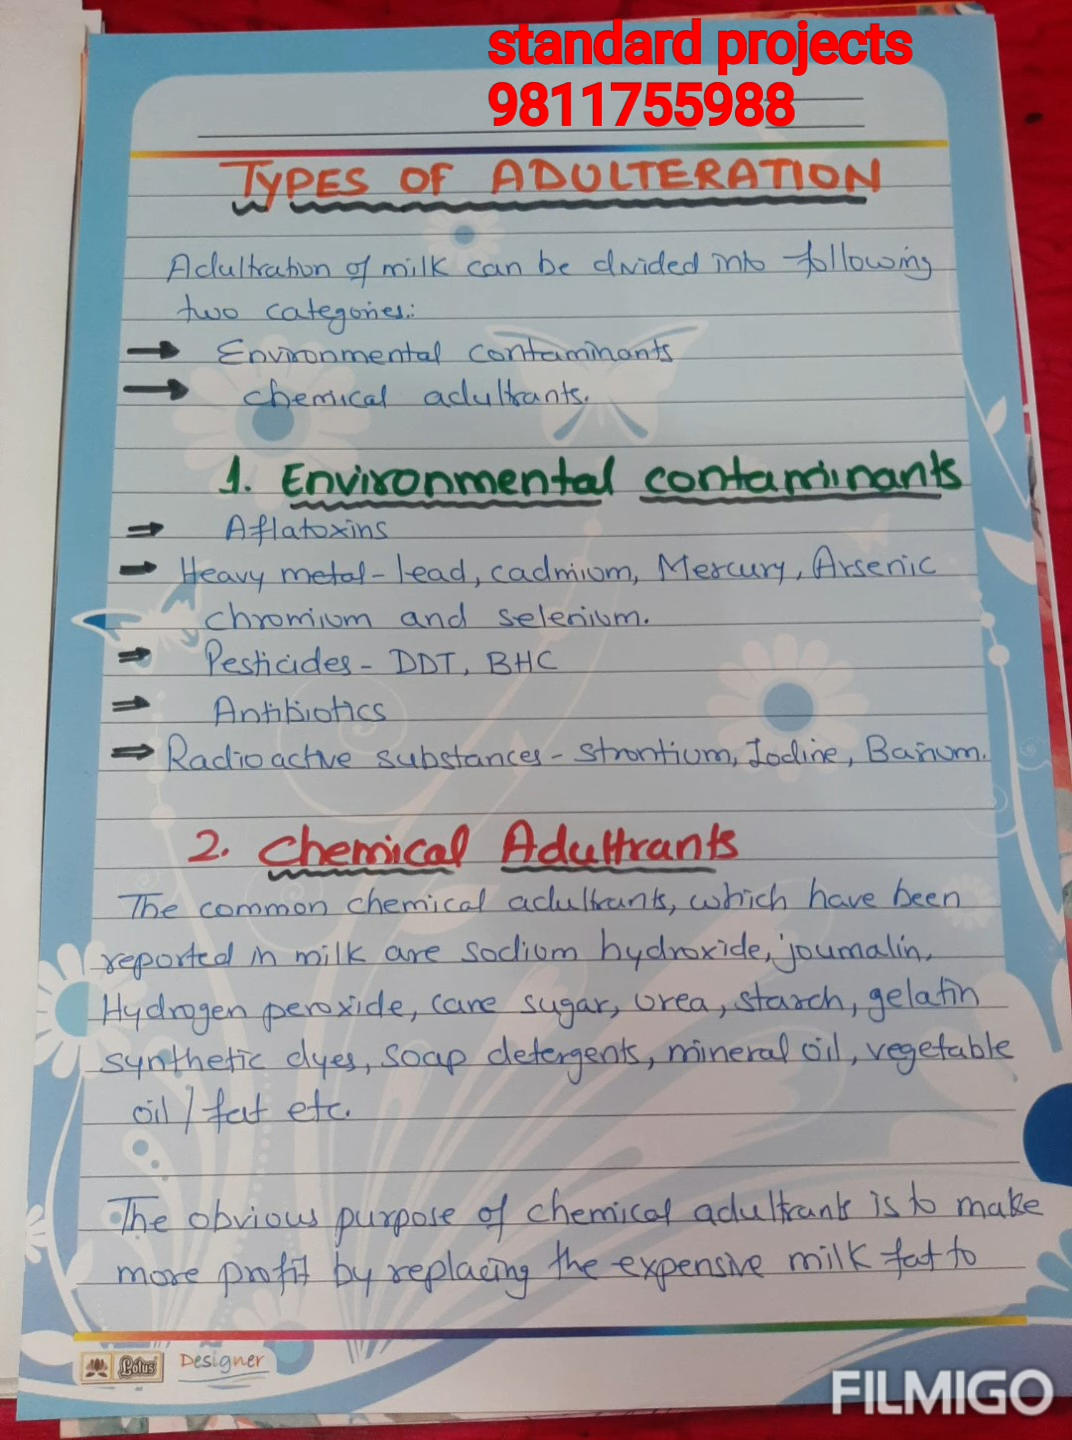 standard projects
9811755988
TYPES OF ADULTERATION
Adultration of milk can be divided into following
two categories:
→ Environmental contaminants
→ chemical adultrants.
1. Environmental contaminants
⇒ Aflatoxins
→ Heavy metal - lead, cadmium, Mercury, Arsenic
chromium and selenium.
⇒ Pesticides - DDT, BHC
⇒ Antibiotics
⇒ Radioactive substances - strontium, Iodine, Barium.
2. Chemical Adultrants
The common chemical adultrants, which have been
reported in milk are sodium hydroxide, joumalin,
Hydrogen peroxide, cane sugar, urea, starch, gelatin
synthetic dyes, soap detergents, mineral oil, vegetable
oil / fat etc.
The obvious purpose of chemical adultrants is to make
more profit by replacing the expensive milk fat to
Lotus Designer
FILMIGO